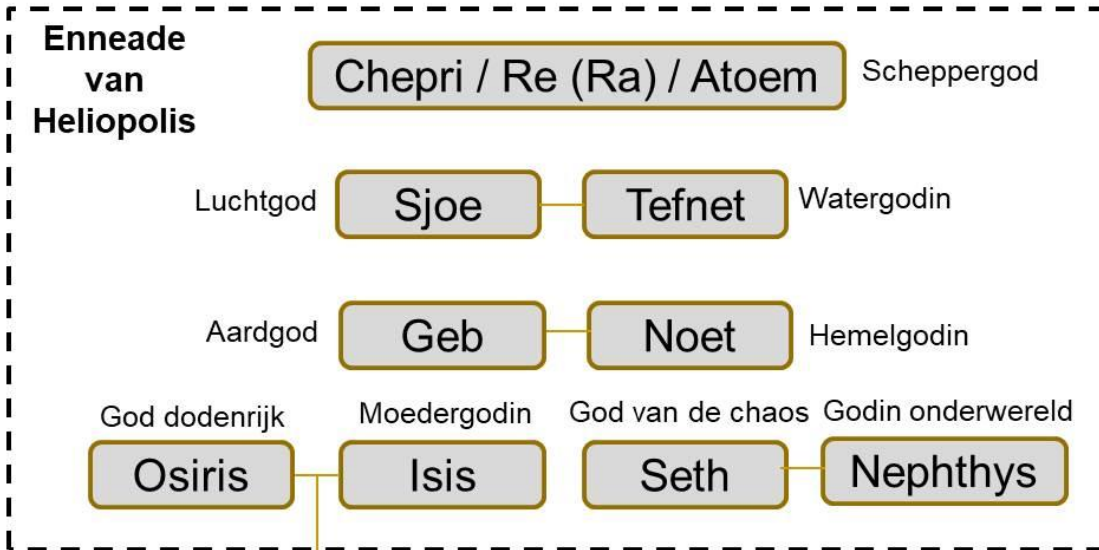 Enneade
van
Heliopolis
Chepri / Re (Ra) / Atoem
Scheppergod
Luchtgod
Sjoe
Tefnet
Watergodin
Aardgod
Geb
Noet
Hemelgodin
God dodenrijk
Moedergodin
God van de chaos
Godin onderwereld
Osiris
Isis
Seth
Nephthys